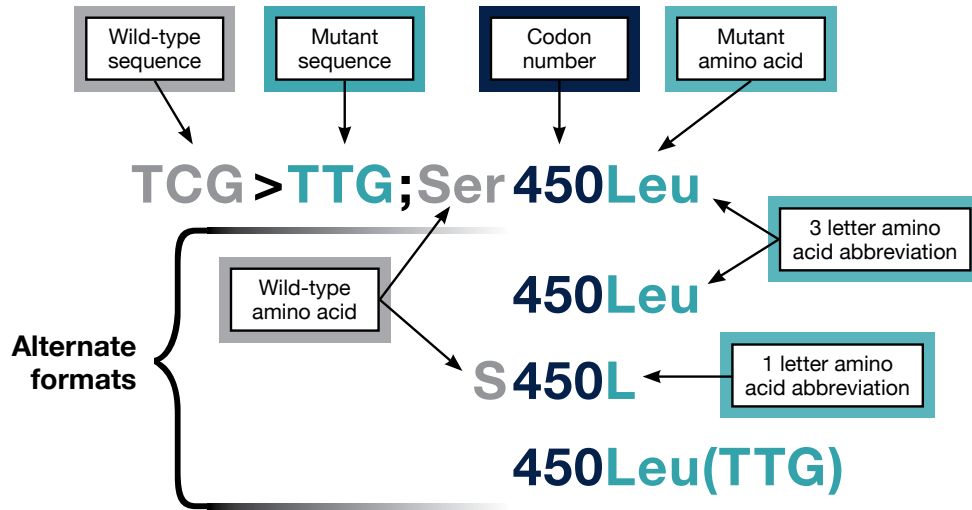 Wild-type
sequence
Mutant
sequence
Codon
number
Mutant
amino acid
TCG>TTG;Ser450Leu
3 letter amino
acid abbreviation
Wild-type
amino acid
450Leu
Alternate
formats
S450L
1 letter amino
acid abbreviation
450Leu(TTG)